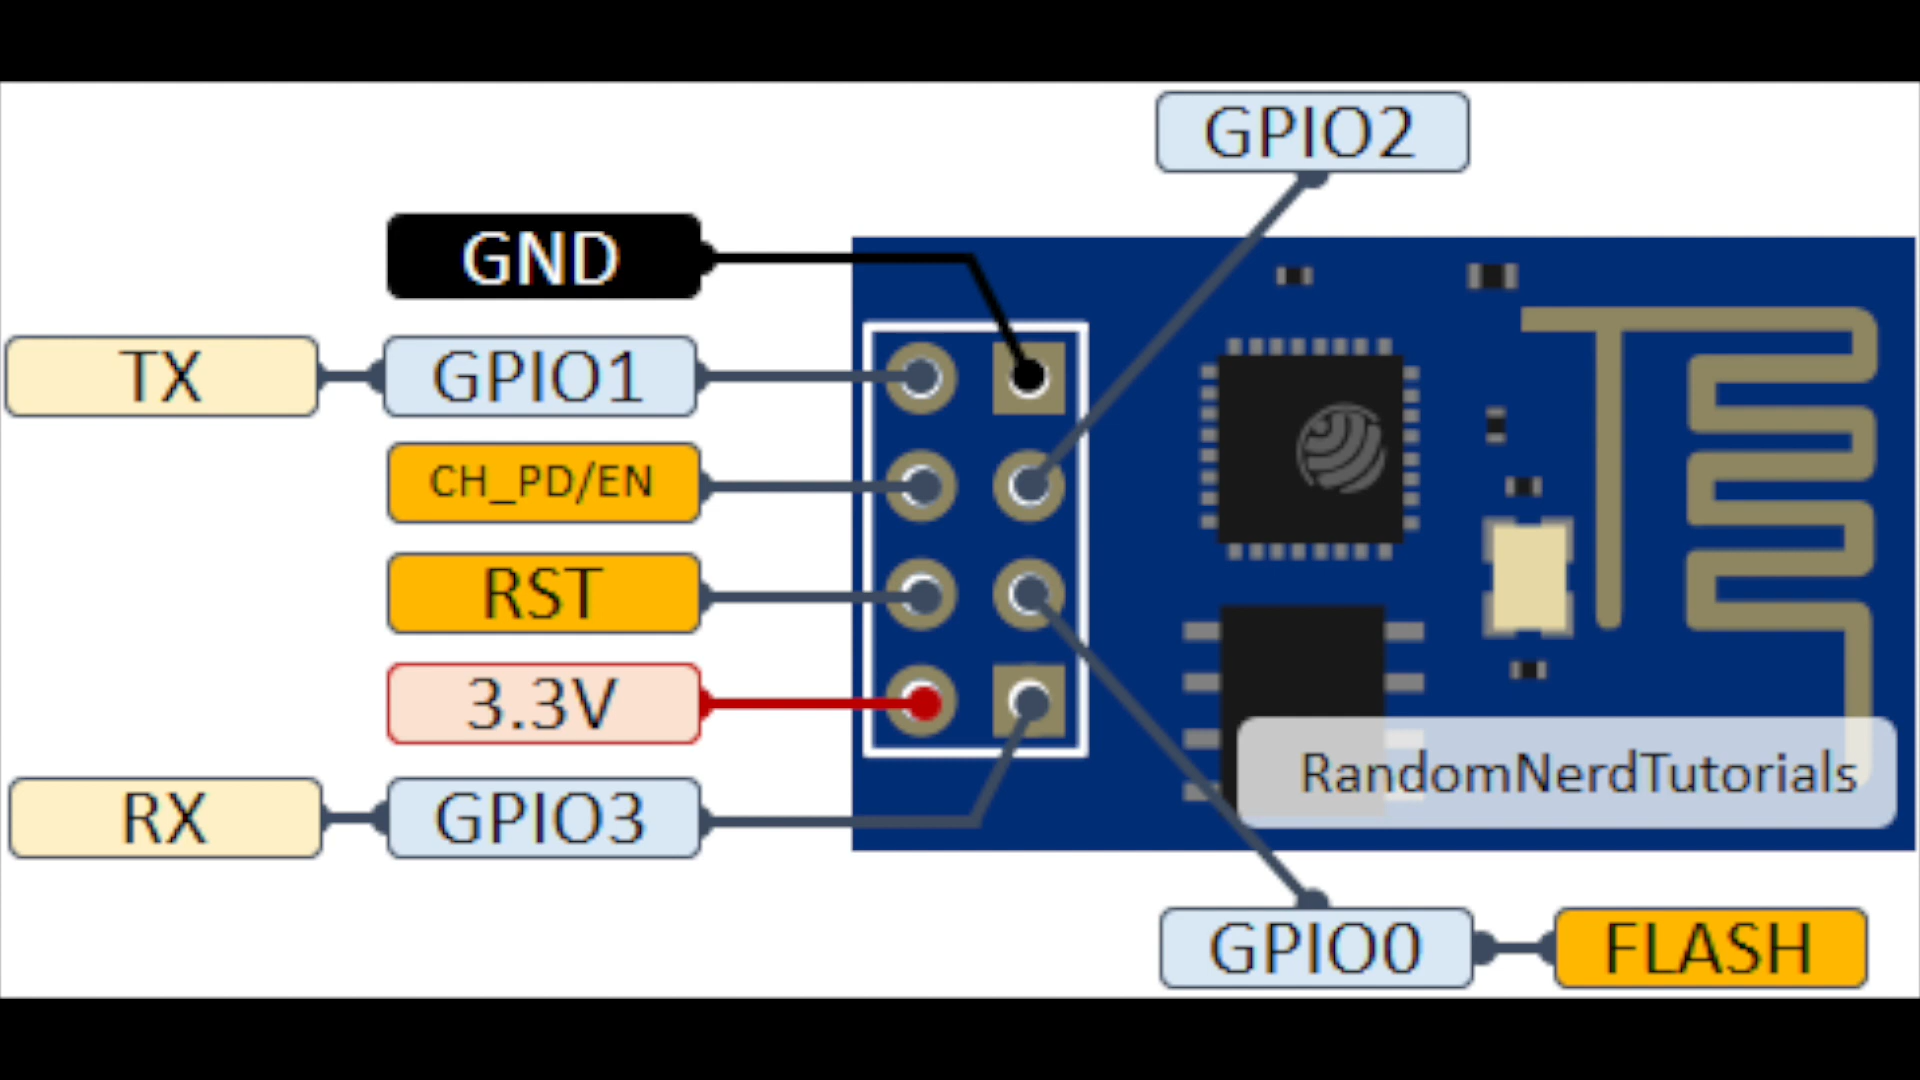 GPIO2
GND
TX GPIO1
CH_PD/EN
RST
3.3V
RX GPIO3
RandomNerdTutorials
GPIO0 FLASH